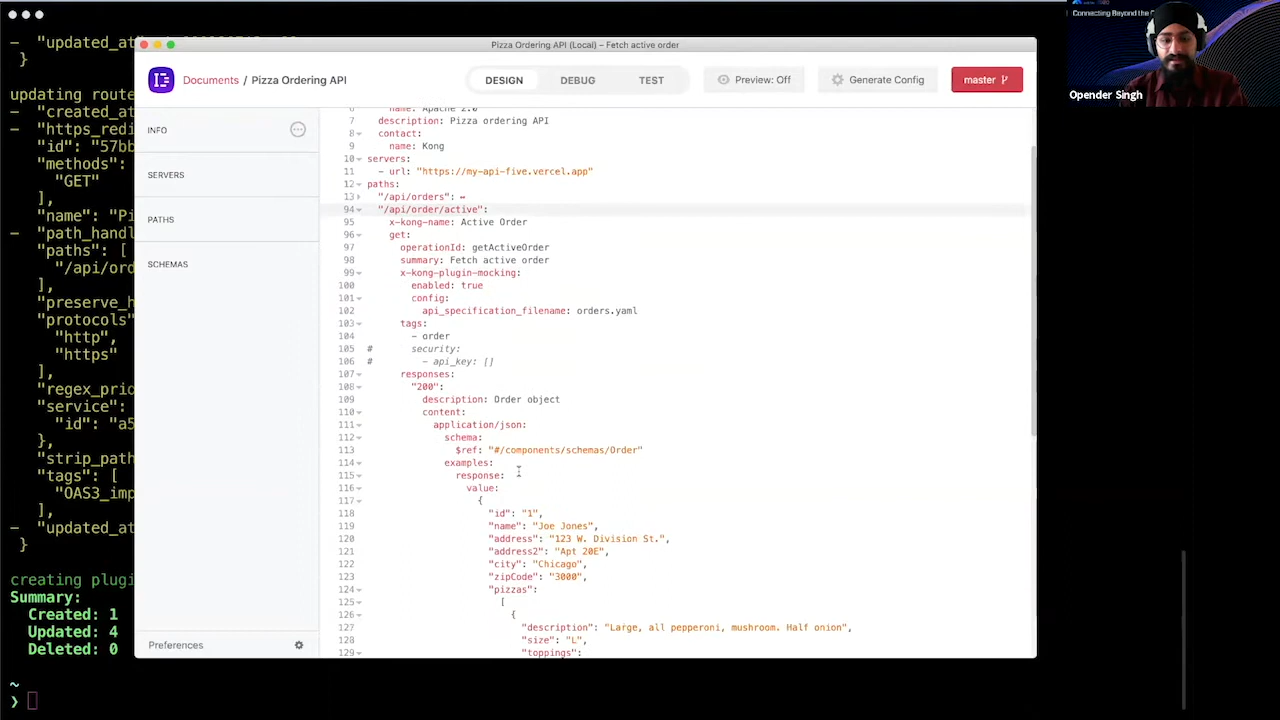 "updated_at
}
updating route
- "created_at
- "https_redi
"id": "57bb
"methods":
"GET"
],
"name": "Pi
- "path_handl
"paths": [
"/api/ord
],
"preserve_h
"protocols"
"http",
"https"
],
"regex_prio
"service":
"id": "a5
},
"strip_path
"tags": [
"OAS3_imp
],
- "updated_at
}
creating plugi
Summary:
Created: 1
Updated: 4
Deleted: 0
~
❯
Pizza Ordering API (Local) – Fetch active order
Documents / Pizza Ordering API
DESIGN
DEBUG
TEST
Preview: Off
Generate Config
master
INFO
SERVERS
PATHS
SCHEMAS
Preferences
6 name: Apache 2.0
7 description: Pizza ordering API
8 contact:
9 name: Kong
10 servers:
11 - url: "https://my-api-five.vercel.app"
12 paths:
13 "/api/orders": ↔
94 "/api/order/active":
95 x-kong-name: Active Order
96 get:
97 operationId: getActiveOrder
98 summary: Fetch active order
99 x-kong-plugin-mocking:
100 enabled: true
101 config:
102 api_specification_filename: orders.yaml
103 tags:
104 - order
105 # security:
106 # - api_key: []
107 responses:
108 "200":
109 description: Order object
110 content:
111 application/json:
112 schema:
113 $ref: "#/components/schemas/Order"
114 examples:
115 response:
116 value:
117 {
118 "id": "1",
119 "name": "Joe Jones",
120 "address": "123 W. Division St.",
121 "address2": "Apt 20E",
122 "city": "Chicago",
123 "zipCode": "3000",
124 "pizzas":
125 [
126 {
127 "description": "Large, all pepperoni, mushroom. Half onion",
128 "size": "L",
129 "toppings":
Connecting Beyond the
Opender Singh